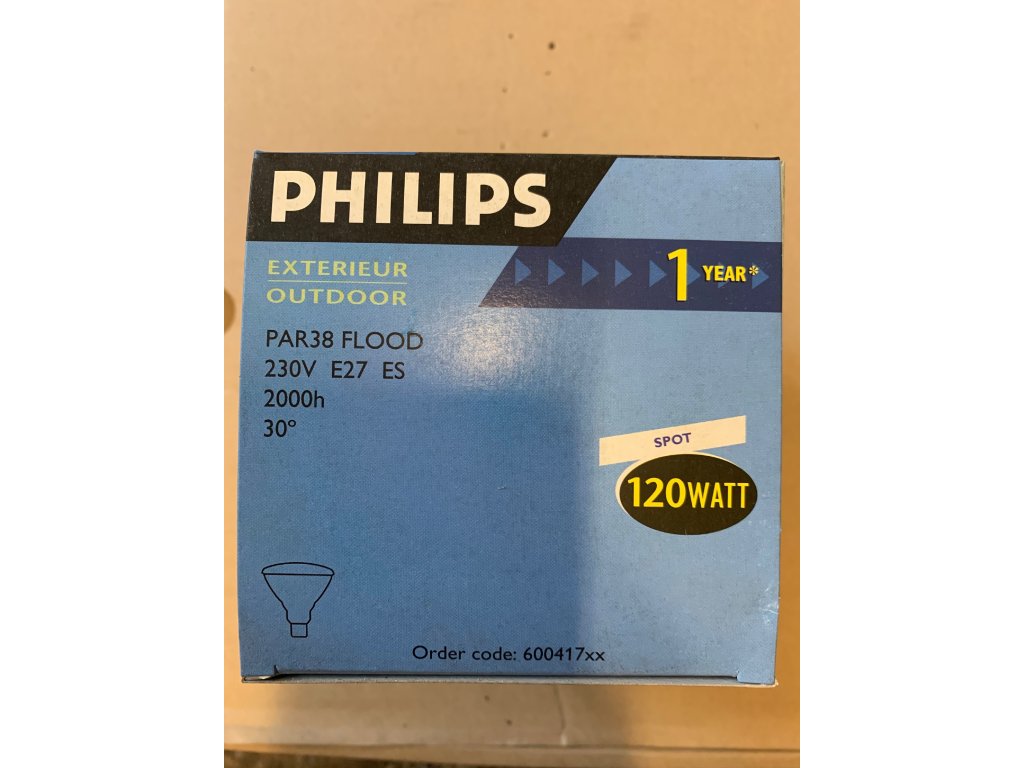 PHILIPS
EXTERIEUR
OUTDOOR
1 YEAR*
PAR38 FLOOD
230V E27 ES
2000h
30°
SPOT
120WATT
Order code: 600417xx